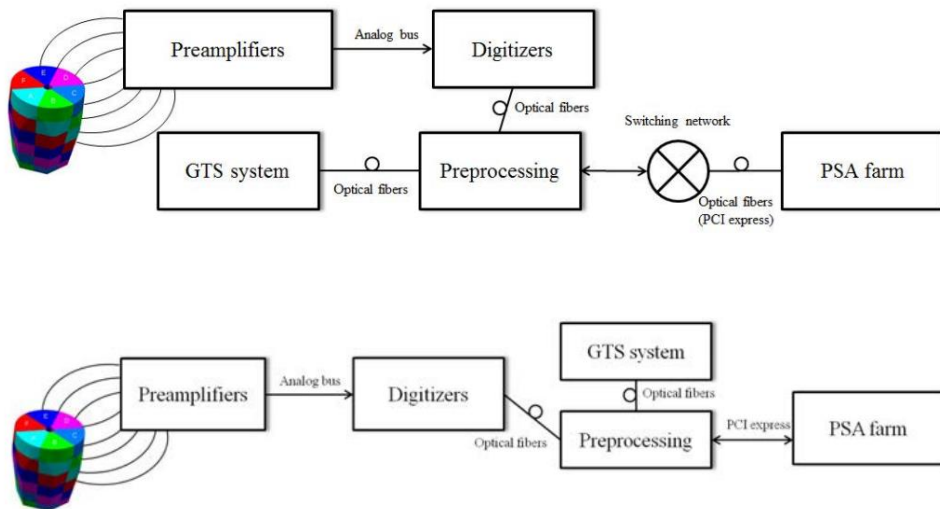 Preamplifiers
Analog bus
Digitizers
E
D
F
C
A
B
Optical fibers
Switching network
GTS system
Optical fibers
Preprocessing
PSA farm
Optical fibers
(PCI express)
GTS system
Preamplifiers
Analog bus
Digitizers
Optical fibers
E
D
F
C
A
B
Optical fibers
Preprocessing
PCI express
PSA farm